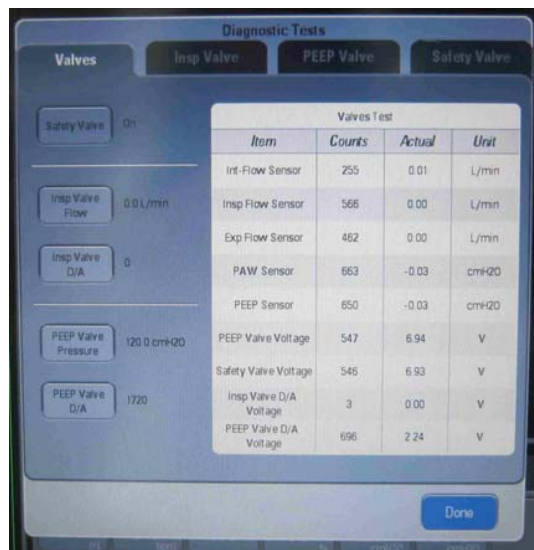 Diagnostic Tests
Valves Insp Valve PEEP Valve Safety Valve
Safety Valve On
Insp Valve Flow 0.0 L/min
Insp Valve D/A 0
PEEP Valve Pressure 120.0 cmH2O
PEEP Valve D/A 1720
Valves Test
Item Counts Actual Unit
Int-Flow Sensor 255 0.01 L/min
Insp Flow Sensor 566 0.00 L/min
Exp Flow Sensor 462 0.00 L/min
PAW Sensor 663 -0.03 cmH2O
PEEP Sensor 650 -0.03 cmH2O
PEEP Valve Voltage 547 6.94 V
Safety Valve Voltage 546 6.93 V
Insp Valve D/A Voltage 3 0.00 V
PEEP Valve D/A Voltage 696 2.24 V
Done